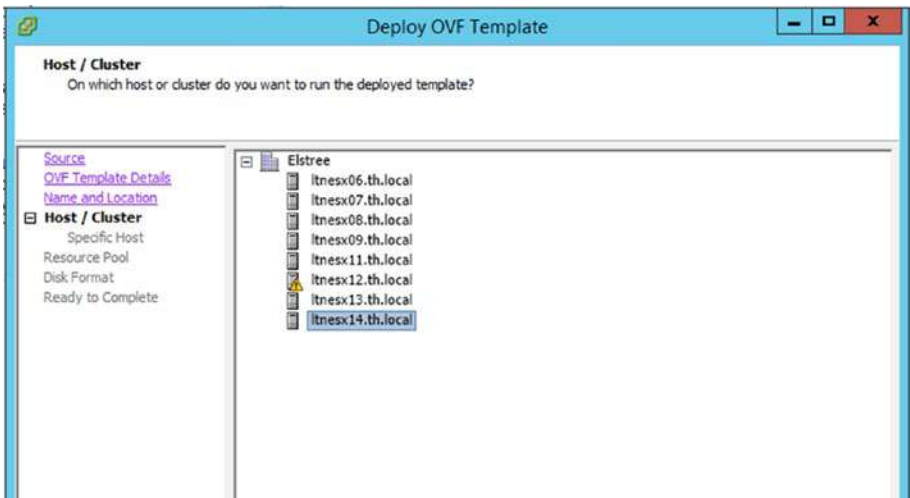 Deploy OVF Template
Host / Cluster
On which host or cluster do you want to run the deployed template?
Source
OVF Template Details
Name and Location
Host / Cluster
Specific Host
Resource Pool
Disk Format
Ready to Complete
Elstree
ltnesx06.th.local
ltnesx07.th.local
ltnesx08.th.local
ltnesx09.th.local
ltnesx11.th.local
ltnesx12.th.local
ltnesx13.th.local
ltnesx14.th.local